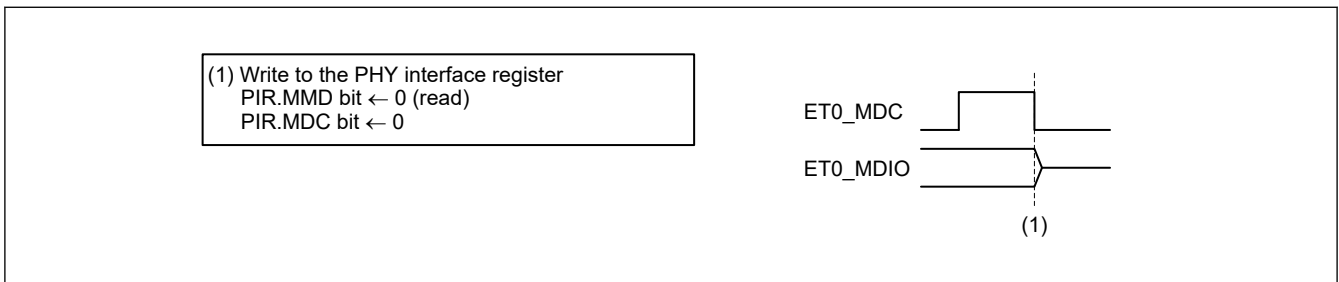 (1) Write to the PHY interface register
PIR.MMD bit ← 0 (read)
PIR.MDC bit ← 0
ET0_MDC
ET0_MDIO
(1)